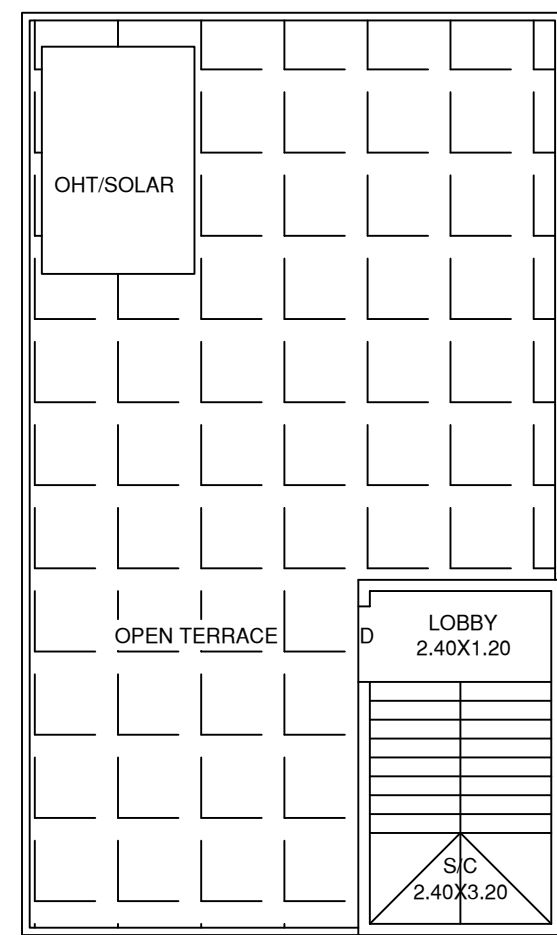 OHT/SOLAR
OPEN TERRACE
D
LOBBY
2.40X1.20
S/C
2.40X3.20